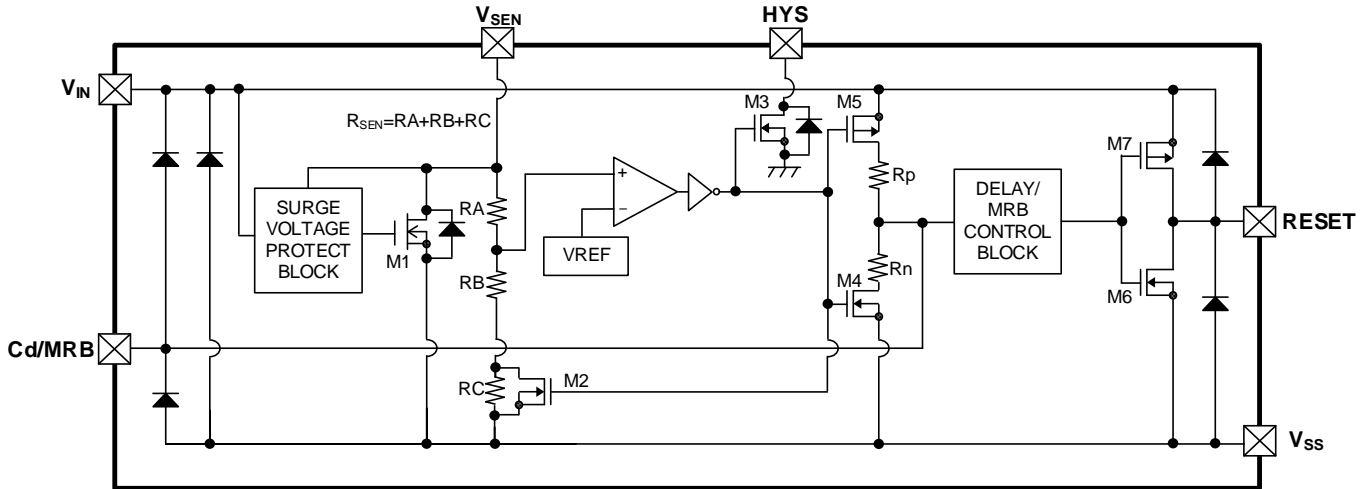 VSEN
HYS
VIN
RSEN=RA+RB+RC
M3
M5
M7
SURGE
VOLTAGE
PROTECT
BLOCK
M1
RA
RB
+
−
VREF
Rp
Rn
M4
DELAY/
MRB
CONTROL
BLOCK
RESET
M6
Cd/MRB
RC
M2
VSS